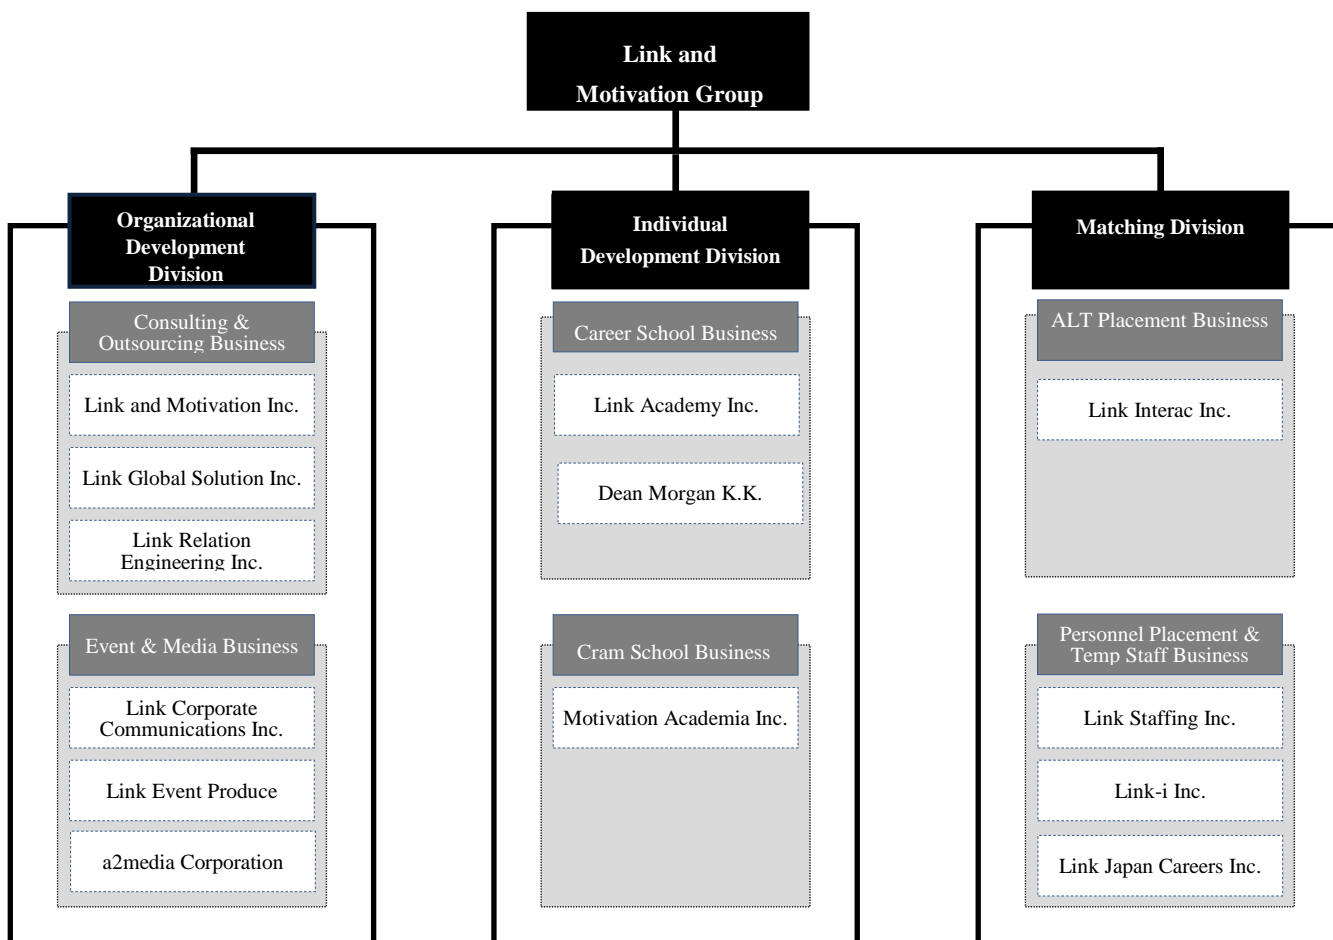 Link and
Motivation Group
Organizational
Development
Division
Consulting &
Outsourcing Business
Link and Motivation Inc.
Link Global Solution Inc.
Link Relation
Engineering Inc.
Event & Media Business
Link Corporate
Communications Inc.
Link Event Produce
a2media Corporation
Individual
Development Division
Career School Business
Link Academy Inc.
Dean Morgan K.K.
Cram School Business
Motivation Academia Inc.
Matching Division
ALT Placement Business
Link Interac Inc.
Personnel Placement &
Temp Staff Business
Link Staffing Inc.
Link-i Inc.
Link Japan Careers Inc.